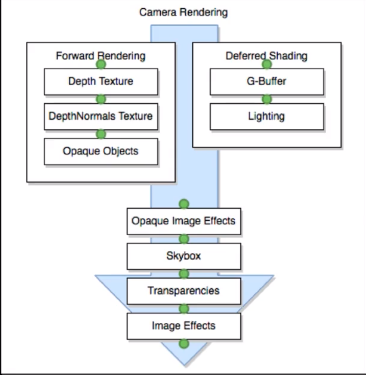 Camera Rendering
Forward Rendering
Depth Texture
DepthNormals Texture
Opaque Objects
Deferred Shading
G-Buffer
Lighting
Opaque Image Effects
Skybox
Transparencies
Image Effects